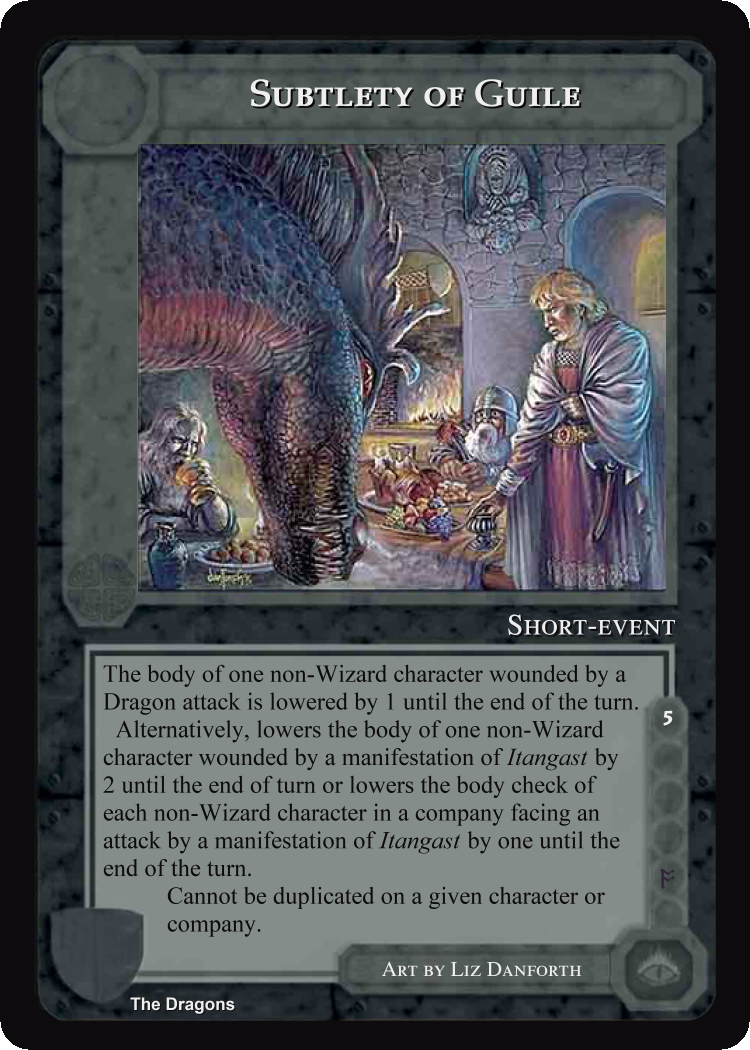 Subtlety of Guile
danforth
Short-event
The body of one non-Wizard character wounded by a
Dragon attack is lowered by 1 until the end of the turn.
Alternatively, lowers the body of one non-Wizard
character wounded by a manifestation of Itangast by
2 until the end of turn or lowers the body check of
each non-Wizard character in a company facing an
attack by a manifestation of Itangast by one until the
end of the turn.
Cannot be duplicated on a given character or
company.
5
ᚩ
Art by Liz Danforth
The Dragons